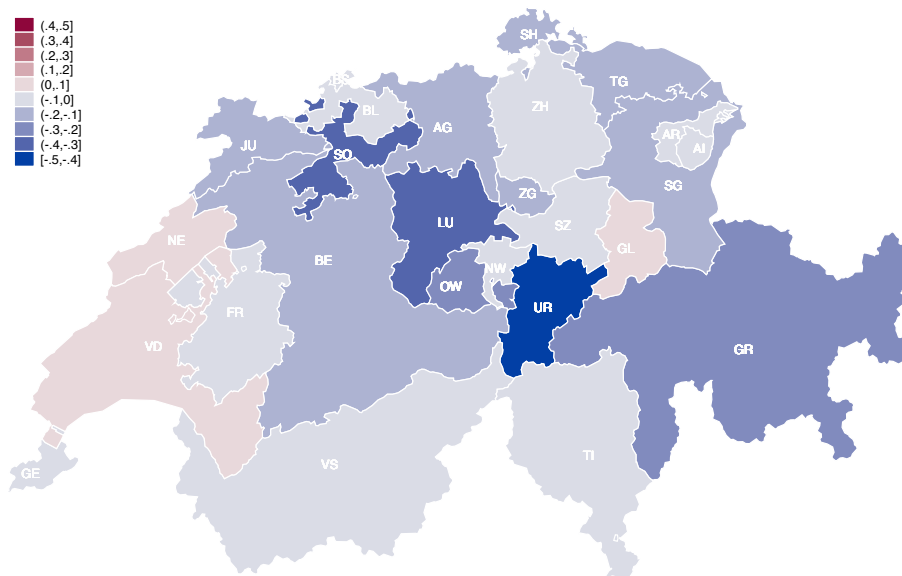 (.4,.5]
(.3,.4]
(.2,.3]
(.1,.2]
(0,.1]
(-.1,0]
(-.2,-.1]
(-.3,-.2]
(-.4,-.3]
[-.5,-.4]
SH
TG
BL
ZH
AG
AR
AI
JU
SO
SG
ZG
LU
SZ
NE
GL
BE
NW
OW
UR
FR
VD
GR
TI
VS
GE